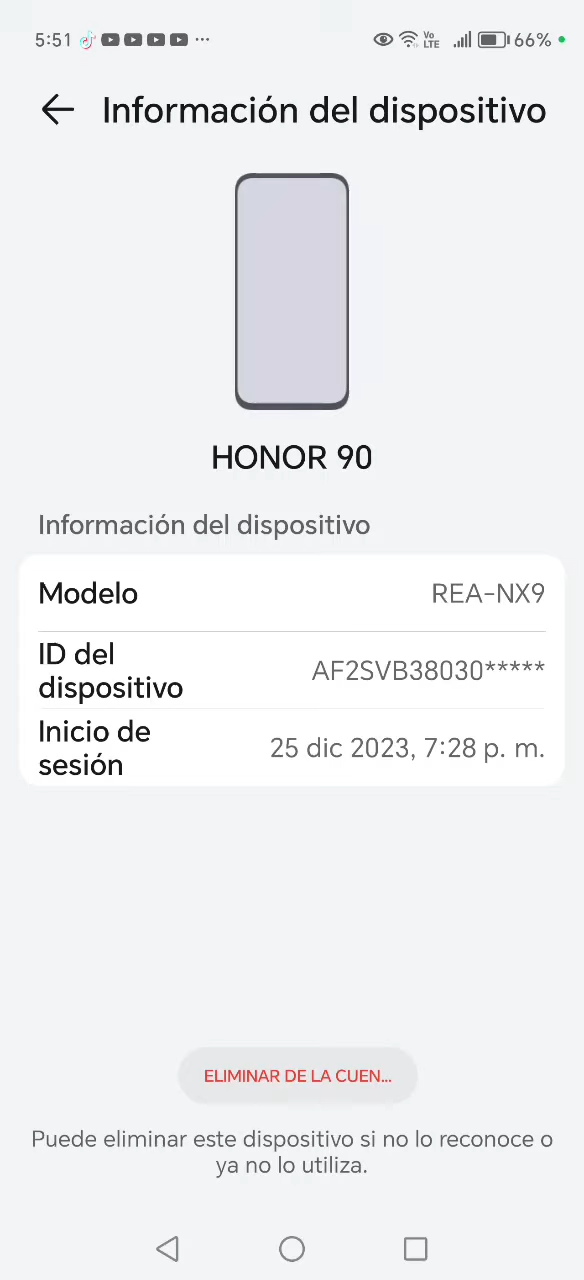 5:51 ... Vo LTE 66%
Información del dispositivo
HONOR 90
Información del dispositivo
Modelo REA-NX9
ID del
dispositivo AF2SVB38030*****
Inicio de
sesión 25 dic 2023, 7:28 p. m.
ELIMINAR DE LA CUEN...
Puede eliminar este dispositivo si no lo reconoce o
ya no lo utiliza.